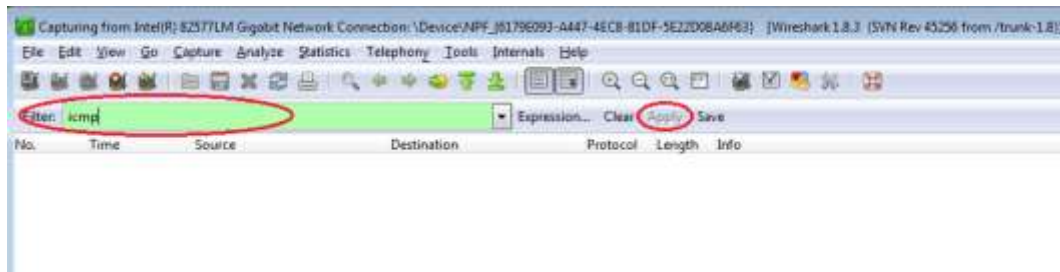 Capturing from Intel(R) 82577LM Gigabit Network Connection: \Device\NPF_{6179E093-A447-4EC8-81DF-5E22D08A6F63} [Wireshark 1.8.3 (SVN Rev 45256 from /trunk-1.8)]
File Edit View Go Capture Analyze Statistics Telephony Tools Internals Help
Filter: icmp Expression... Clear Apply Save
No. Time Source Destination Protocol Length Info